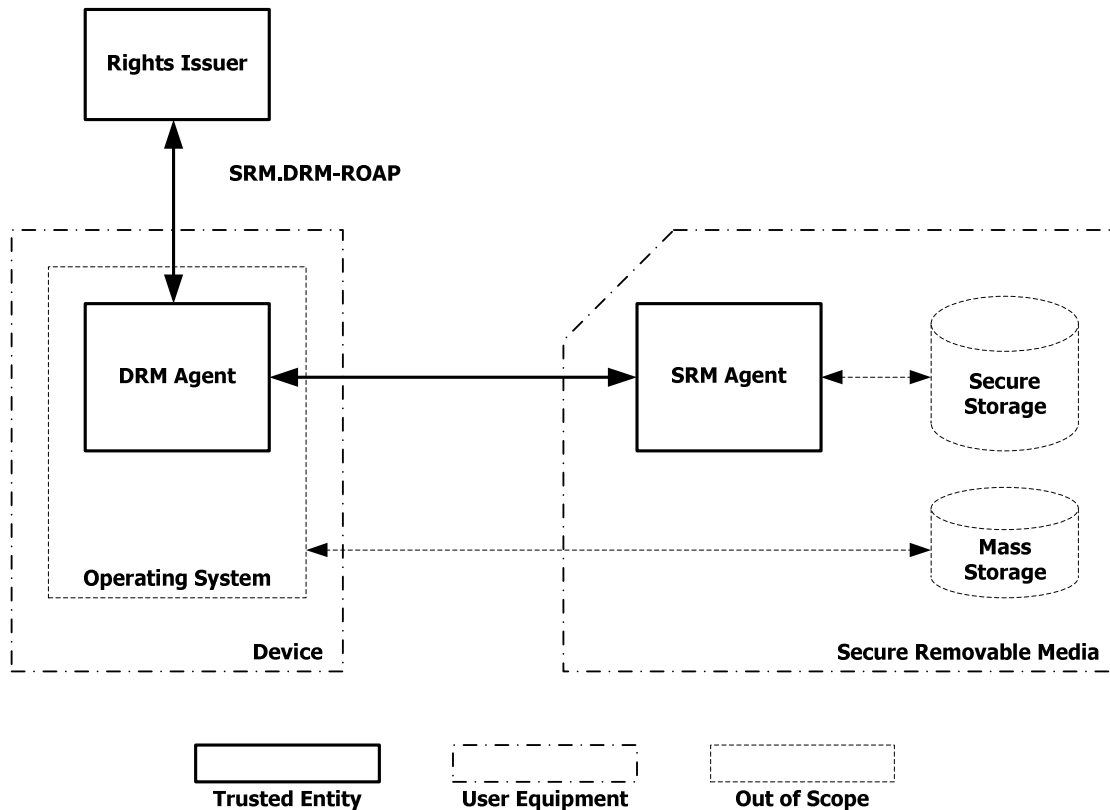 Rights Issuer
SRM.DRM-ROAP
DRM Agent
SRM Agent
Secure
Storage
Mass
Storage
Operating System
Device
Secure Removable Media
Trusted Entity
User Equipment
Out of Scope